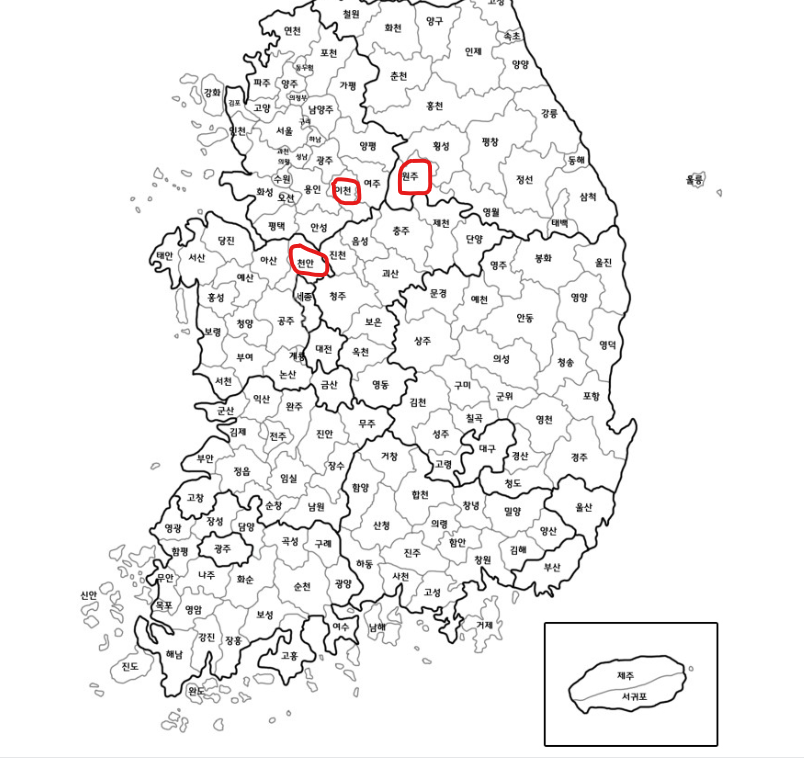 고성
철원
화천
양구
연천
속초
인제
포천
양양
동두천
춘천
파주
양주
가평
강화
의정부
김포
고양
남양주
홍천
강릉
구리
인천
서울
하남
양평
횡성
평창
과천
성남
광주
동해
의왕
원주
정선
울릉
수원
이천
여주
화성
용인
삼척
오산
영월
평택
안성
제천
태백
충주
당진
음성
단양
태안
서산
아산
천안
진천
영주
봉화
울진
괴산
예산
문경
홍성
세종
청주
예천
영양
청양
공주
보은
안동
보령
상주
영덕
대전
옥천
부여
계룡
의성
청송
서천
논산
금산
영동
구미
군위
포항
익산
완주
김천
군산
무주
칠곡
영천
김제
전주
진안
성주
대구
부안
거창
경산
경주
고령
정읍
장수
임실
청도
함양
고창
합천
순창
남원
창녕
밀양
울산
영광
장성
담양
산청
의령
양산
곡성
구례
함안
함평
광주
진주
김해
창원
하동
부산
무안
나주
화순
순천
광양
사천
고성
신안
목포
영암
보성
여수
남해
거제
강진
장흥
해남
고흥
진도
완도
제주
서귀포